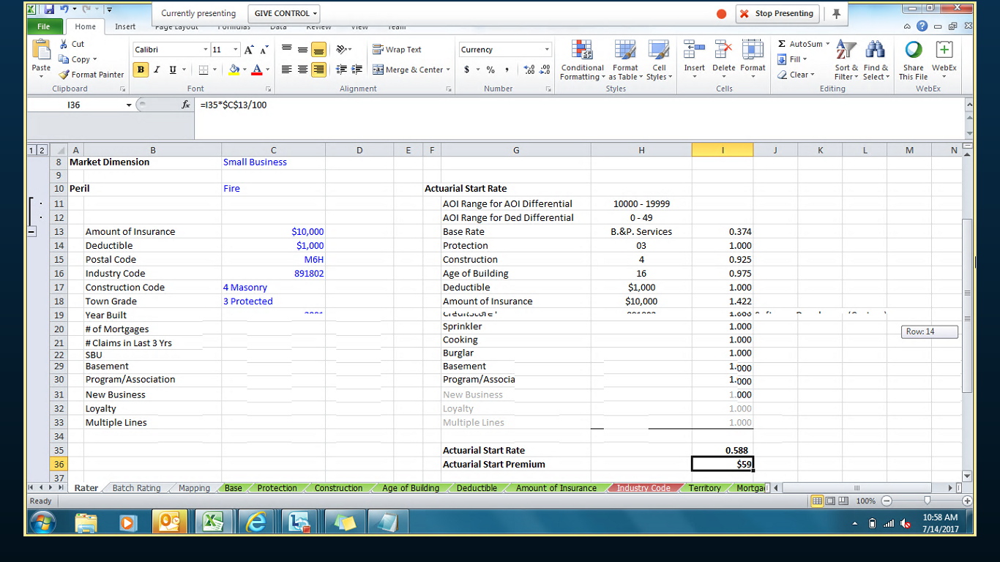 Currently presenting GIVE CONTROL Stop Presenting
File Home Insert Page Layout Formulas Data Review View Team
Paste Cut Copy Format Painter
Calibri 11
B I U
Wrap Text
Merge & Center
Currency
$ % ,
Conditional Formatting Format as Table Cell Styles
Insert Delete Format
AutoSum Fill Clear
Sort & Filter Find & Select
Share This File WebEx
Clipboard Font Alignment Number Styles Cells Editing WebEx
I36 fx =I35*$C$13/100
1 2 A B C D E F G H I J K L M N
8 Market Dimension Small Business
9
10 Peril Fire Actuarial Start Rate
11 AOI Range for AOI Differential 10000 - 19999
12 AOI Range for Ded Differential 0 - 49
13 Amount of Insurance $10,000 Base Rate B.&P. Services 0.374
14 Deductible $1,000 Protection 03 1.000
15 Postal Code M6H Construction 4 0.925
16 Industry Code 891802 Age of Building 16 0.975
17 Construction Code 4 Masonry Deductible $1,000 1.000
18 Town Grade 3 Protected Amount of Insurance $10,000 1.422
19 Year Built
20 # of Mortgages Sprinkler 1.000
21 # Claims in Last 3 Yrs Cooking 1.000
22 SBU Burglar 1.000
29 Basement Basement 1.000
30 Program/Association Program/Associa 1.000
31 New Business New Business 1.000
32 Loyalty Loyalty 1.000
33 Multiple Lines Multiple Lines 1.000
34
35 Actuarial Start Rate 0.588
36 Actuarial Start Premium $59
37
Row: 14
Rater Batch Rating Mapping Base Protection Construction Age of Building Deductible Amount of Insurance Industry Code Territory Mortga
Ready 100%
10:58 AM
7/14/2017